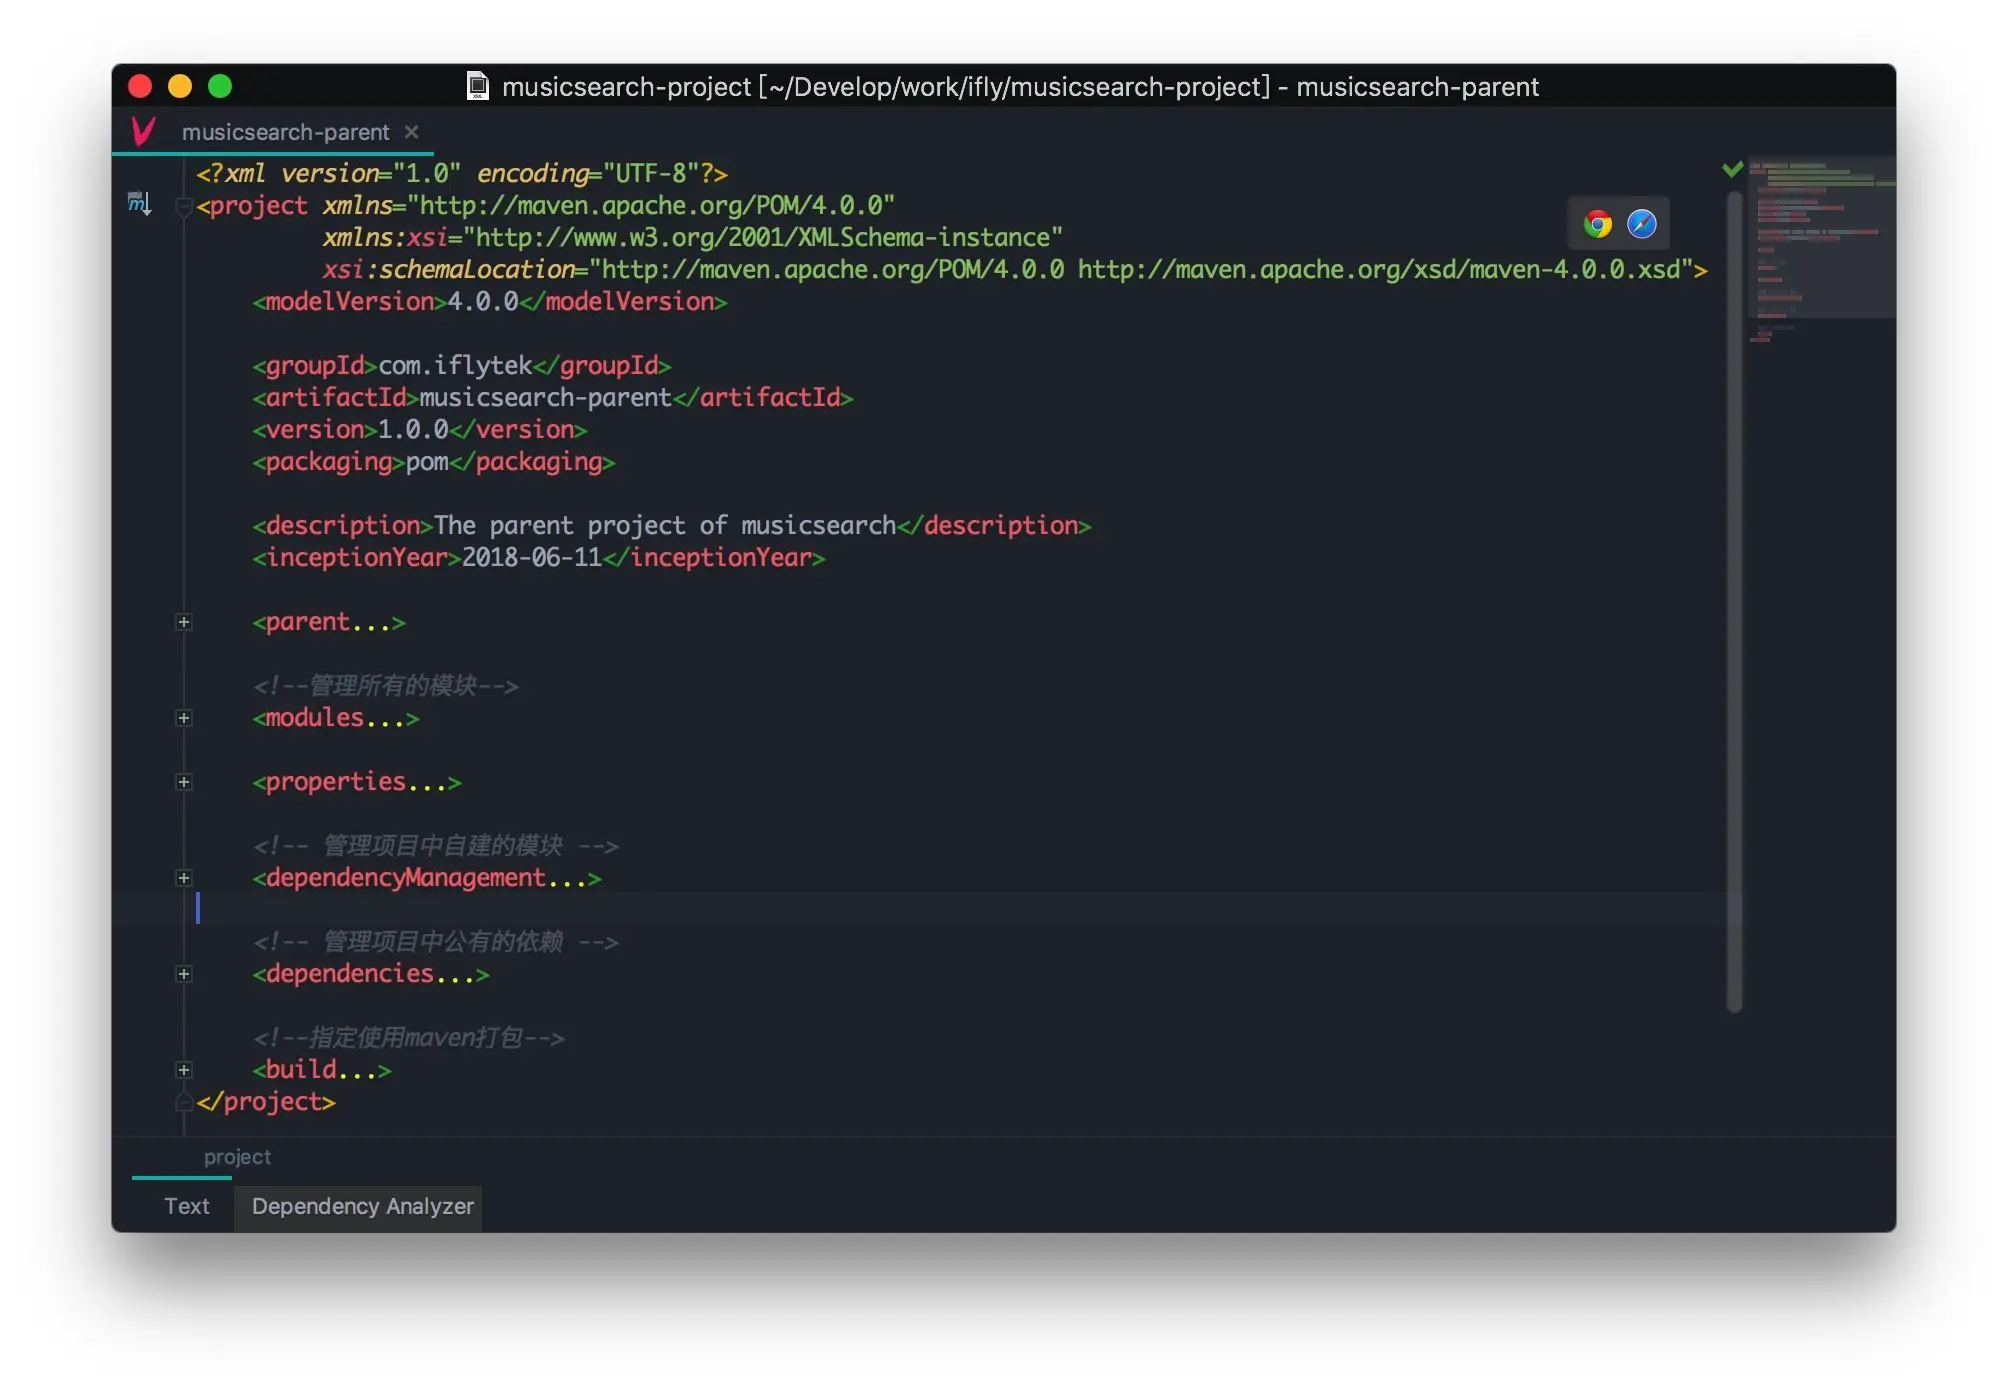 musicsearch-project [~/Develop/work/ifly/musicsearch-project] - musicsearch-parent
musicsearch-parent
<?xml version="1.0" encoding="UTF-8"?>
<project xmlns="http://maven.apache.org/POM/4.0.0"
xmlns:xsi="http://www.w3.org/2001/XMLSchema-instance"
xsi:schemaLocation="http://maven.apache.org/POM/4.0.0 http://maven.apache.org/xsd/maven-4.0.0.xsd">
<modelVersion>4.0.0</modelVersion>
<groupId>com.iflytek</groupId>
<artifactId>musicsearch-parent</artifactId>
<version>1.0.0</version>
<packaging>pom</packaging>
<description>The parent project of musicsearch</description>
<inceptionYear>2018-06-11</inceptionYear>
<parent...>
<!--管理所有的模块-->
<modules...>
<properties...>
<!-- 管理项目中自建的模块 -->
<dependencyManagement...>
<!-- 管理项目中公有的依赖 -->
<dependencies...>
<!--指定使用maven打包-->
<build...>
</project>
project
Text
Dependency Analyzer